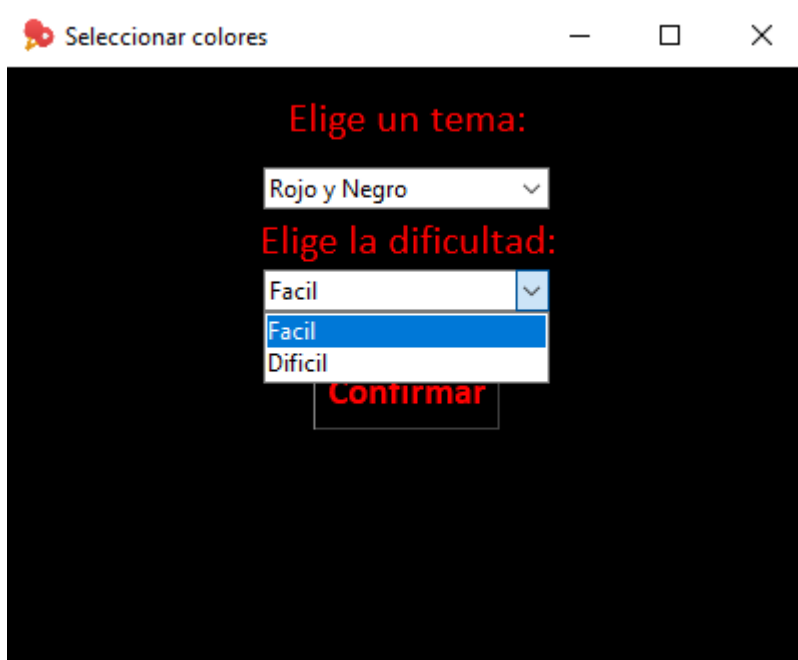 Seleccionar colores
Elige un tema:
Rojo y Negro
Elige la dificultad:
Facil
Facil
Dificil
Confirmar